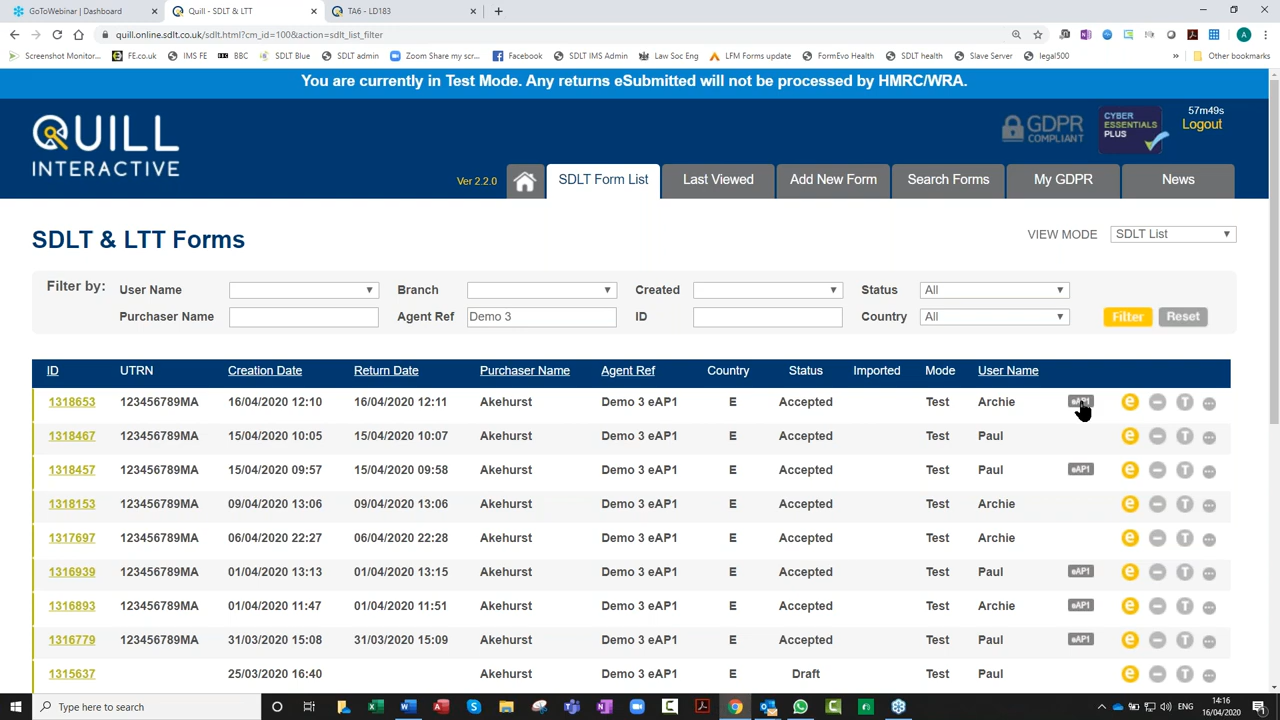 GoToWebinar | Dashboard
Quill - SDLT & LTT
TA6 - LD183
quill.online.sdlt.co.uk/sdlt.html?cm_id=100&action=sdlt_list_filter
Screenshot Monitor...
FE.co.uk
IMS FE
BBC
SDLT Blue
SDLT admin
Zoom Share my scr...
Facebook
SDLT IMS Admin
Law Soc Eng
LFM Forms update
FormEvo Health
SDLT health
Slave Server
legal500
»
Other bookmarks
You are currently in Test Mode. Any returns eSubmitted will not be processed by HMRC/WRA.
QUILL
INTERACTIVE
GDPR
COMPLIANT
CYBER
ESSENTIALS
PLUS
57m49s
Logout
Ver 2.2.0
SDLT Form List
Last Viewed
Add New Form
Search Forms
My GDPR
News
SDLT & LTT Forms
VIEW MODE SDLT List
Filter by: User Name Branch Created Status All
Purchaser Name Agent Ref Demo 3 ID Country All Filter Reset
ID UTRN Creation Date Return Date Purchaser Name Agent Ref Country Status Imported Mode User Name
1318653 123456789MA 16/04/2020 12:10 16/04/2020 12:11 Akehurst Demo 3 eAP1 E Accepted Test Archie eAP1 e T
1318467 123456789MA 15/04/2020 10:05 15/04/2020 10:07 Akehurst Demo 3 eAP1 E Accepted Test Paul e T
1318457 123456789MA 15/04/2020 09:57 15/04/2020 09:58 Akehurst Demo 3 eAP1 E Accepted Test Paul eAP1 e T
1318153 123456789MA 09/04/2020 13:06 09/04/2020 13:06 Akehurst Demo 3 eAP1 E Accepted Test Archie e T
1317697 123456789MA 06/04/2020 22:27 06/04/2020 22:28 Akehurst Demo 3 eAP1 E Accepted Test Archie e T
1316939 123456789MA 01/04/2020 13:13 01/04/2020 13:15 Akehurst Demo 3 eAP1 E Accepted Test Paul eAP1 e T
1316893 123456789MA 01/04/2020 11:47 01/04/2020 11:51 Akehurst Demo 3 eAP1 E Accepted Test Archie eAP1 e T
1316779 123456789MA 31/03/2020 15:08 31/03/2020 15:09 Akehurst Demo 3 eAP1 E Accepted Test Paul eAP1 e T
1315637 25/03/2020 16:40 Akehurst Demo 3 eAP1 E Draft Test Paul e T
Type here to search
ENG
14:16
16/04/2020